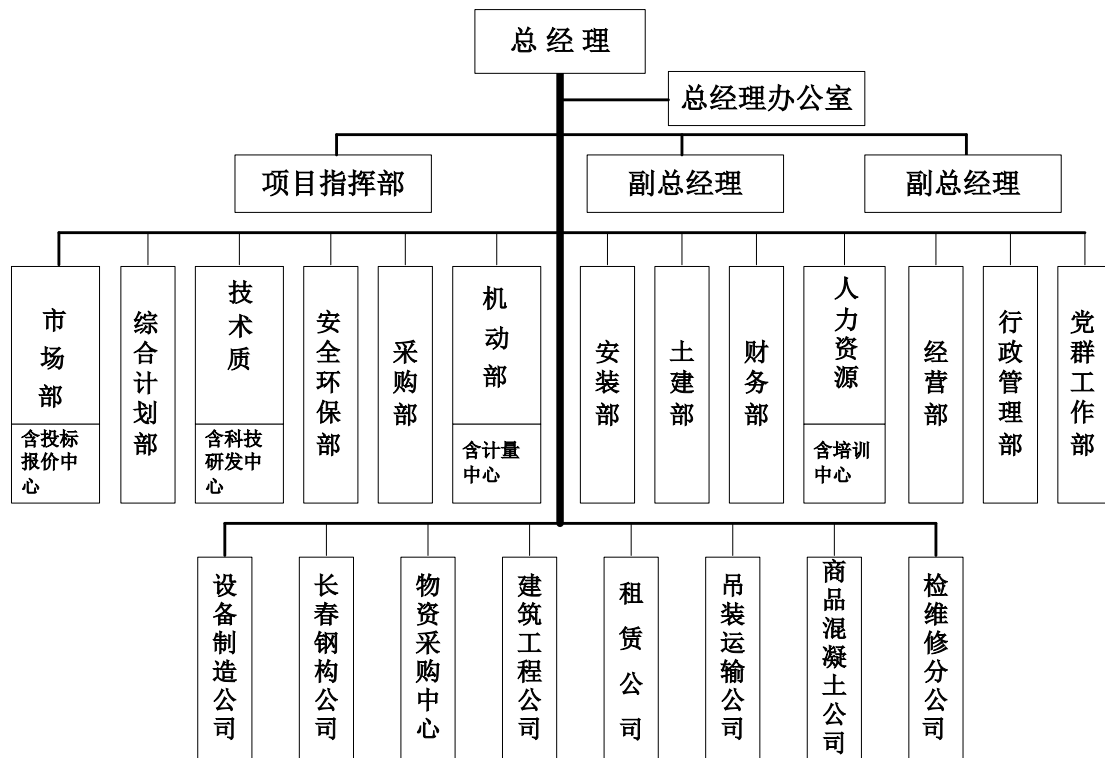 总经理
总经理办公室
项目指挥部
副总经理
副总经理
市场部
含投标
报价中
心
综合计划部
技术质
含科技
研发中
心
安全环保部
采购部
机动部
含计量
中心
安装部
土建部
财务部
人力资源
含培训
中心
经营部
行政管理部
党群工作部
设备制造公司
长春钢构公司
物资采购中心
建筑工程公司
租赁公司
吊装运输公司
商品混凝土公司
检维修分公司